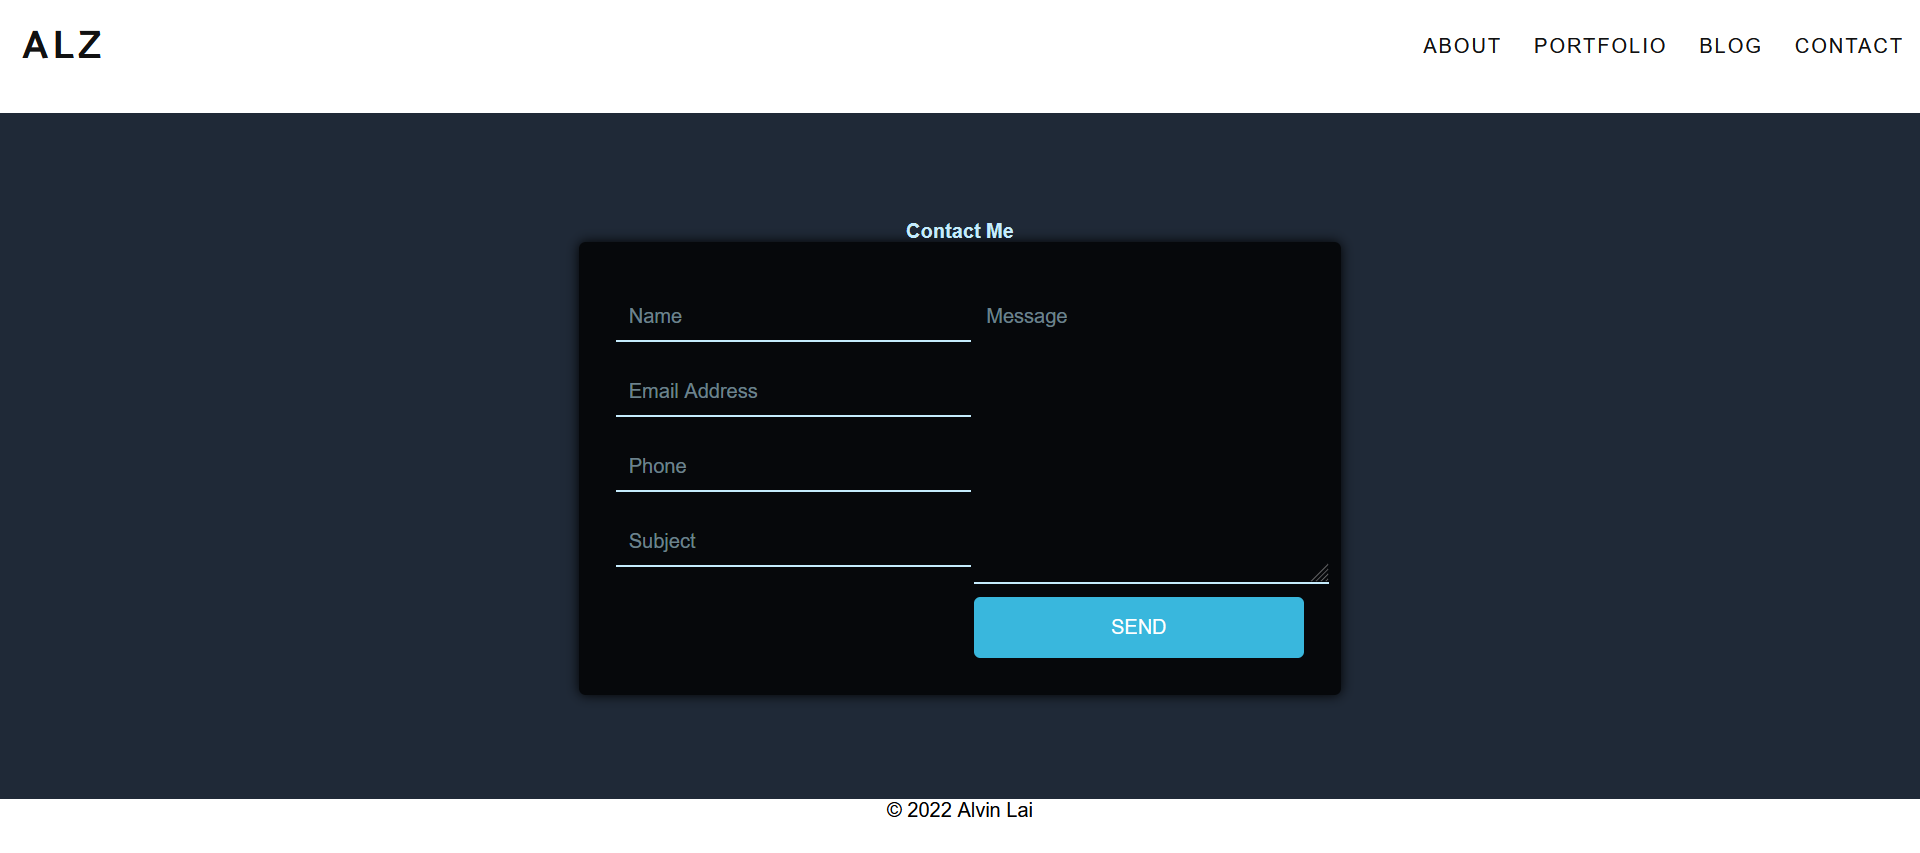 ALZ
ABOUT PORTFOLIO BLOG CONTACT
Contact Me
Name
Message
Email Address
Phone
Subject
SEND
© 2022 Alvin Lai